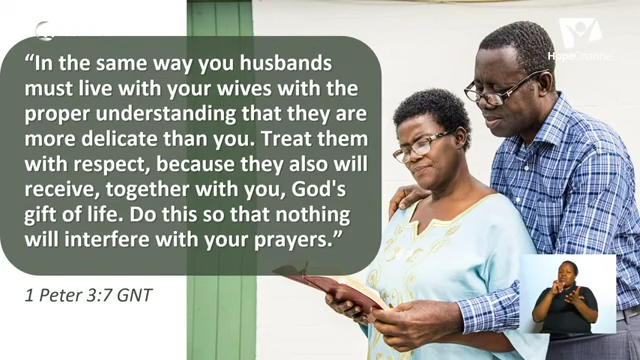 “In the same way you husbands
must live with your wives with the
proper understanding that they are
more delicate than you. Treat them
with respect, because they also will
receive, together with you, God's
gift of life. Do this so that nothing
will interfere with your prayers.”
1 Peter 3:7 GNT
HopeChannel